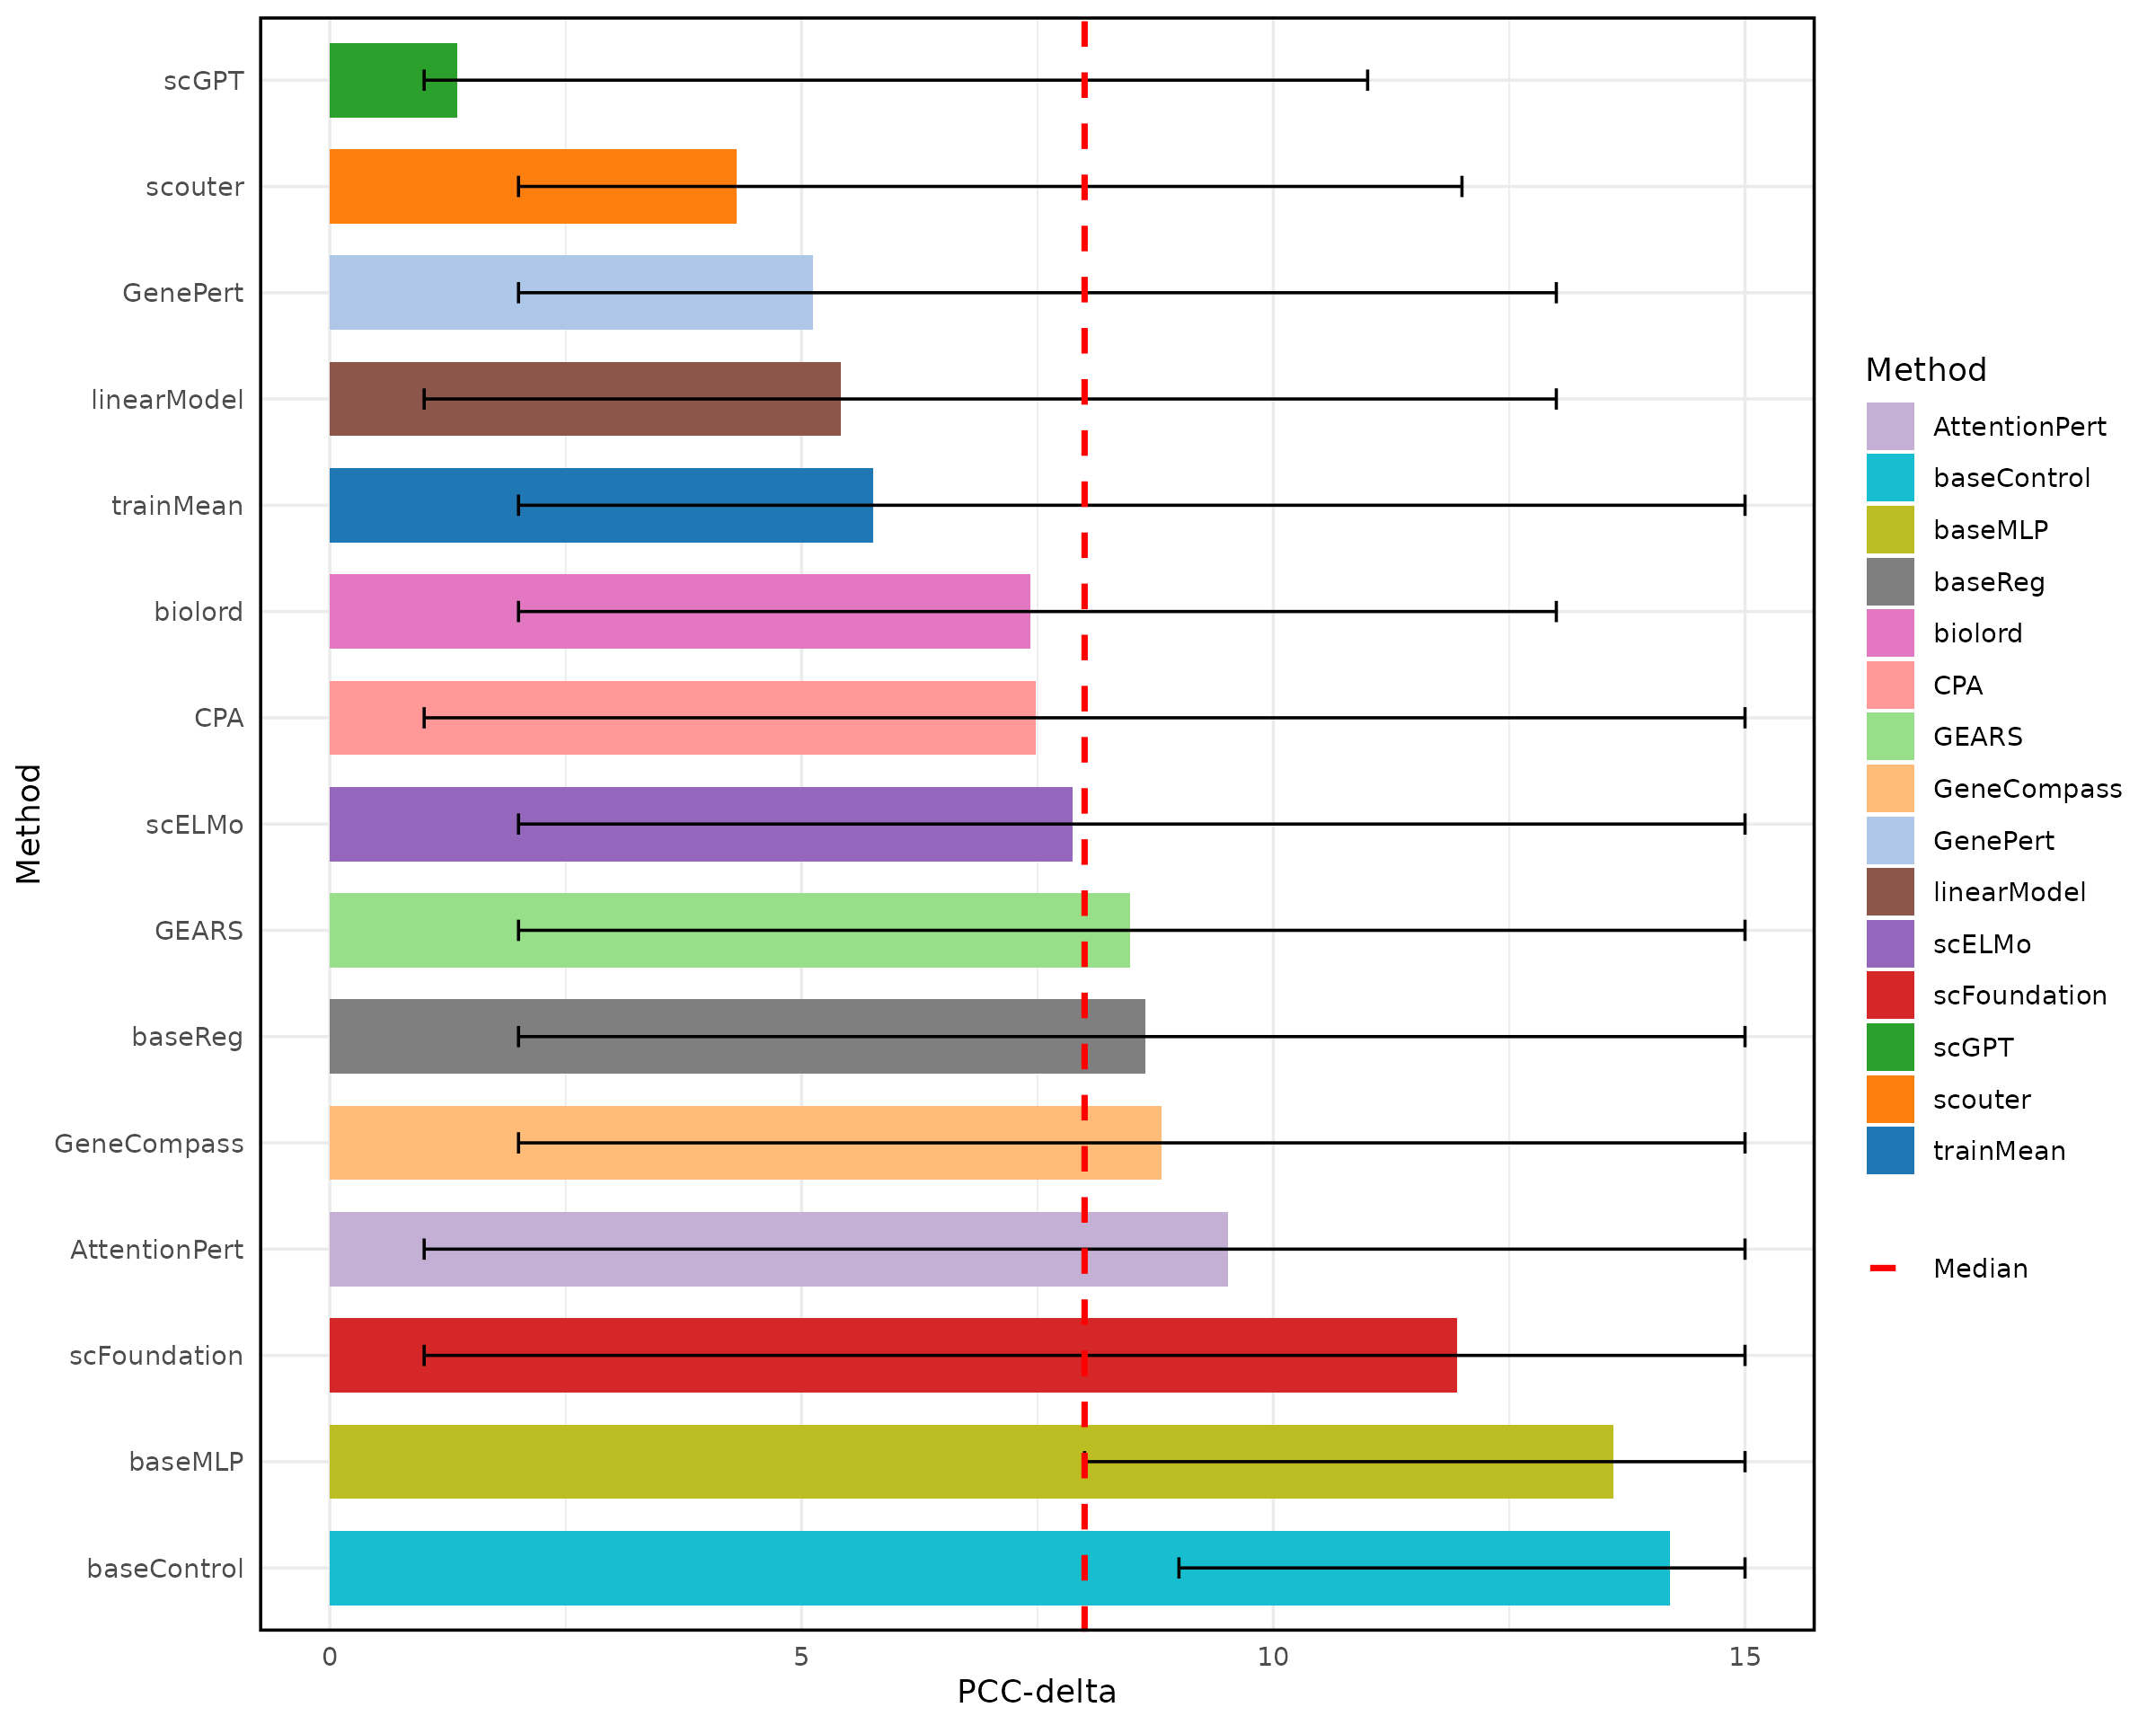 scGPT
scouter
GenePert
linearModel
trainMean
biolord
CPA
scELMo
GEARS
baseReg
GeneCompass
AttentionPert
scFoundation
baseMLP
baseControl
Method
0 5 10 15
PCC-delta
Method
AttentionPert
baseControl
baseMLP
baseReg
biolord
CPA
GEARS
GeneCompass
GenePert
linearModel
scELMo
scFoundation
scGPT
scouter
trainMean
Median